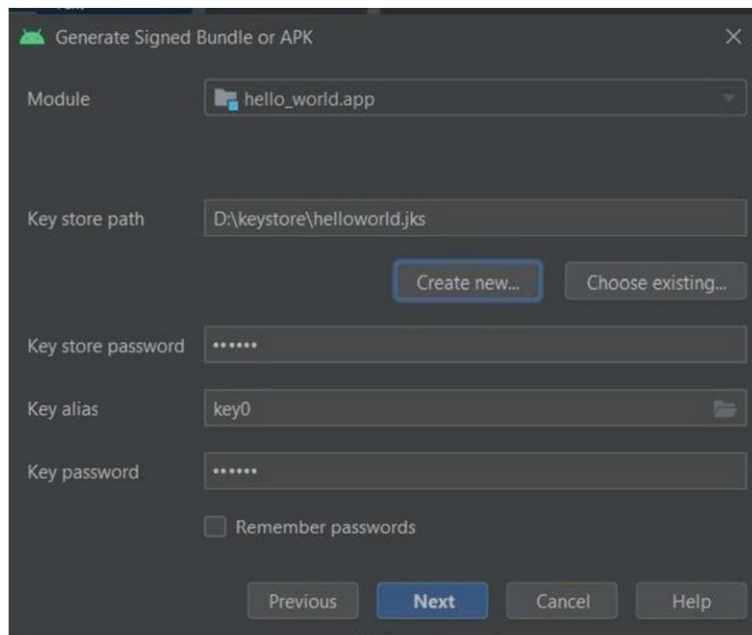 Generate Signed Bundle or APK
Module
hello_world.app
Key store path
D:\keystore\helloworld.jks
Create new...
Choose existing...
Key store password
••••••
Key alias
key0
Key password
••••••
Remember passwords
Previous
Next
Cancel
Help